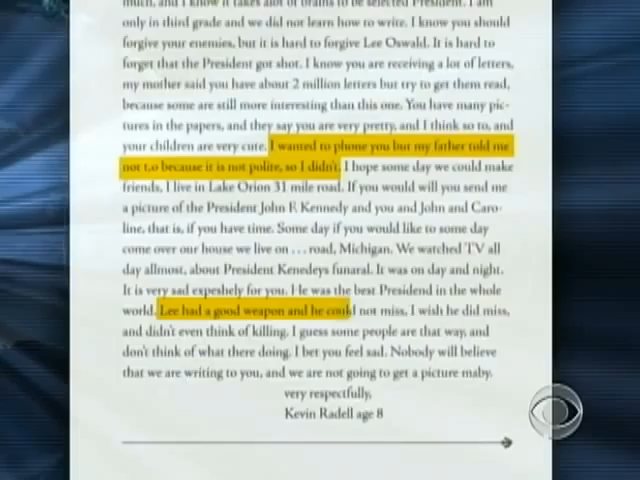 much, and I know it takes alot of brains to be selected President. I am
only in third grade and we did not learn how to write. I know you should
forgive your enemies, but it is hard to forgive Lee Oswald. It is hard to
forget that the President got shot. I know you are receiving a lot of letters,
my mother said you have about 2 million letters but try to get them read,
because some are still more interesting than this one. You have many pic-
tures in the papers, and they say you are very pretty, and I think so to, and
your children are very cute. I wanted to phone you but my father told me
not t,o because it is not polite, so I didn't. I hope some day we could make
friends, I live in Lake Orion 31 mile road. If you would will you send me
a picture of the President John F. Kennedy and you and John and Caro-
line, that is, if you have time. Some day if you would like to some day
come over our house we live on . . . road, Michigan. We watched TV all
day allmost, about President Kenedeys funaral. It was on day and night.
It is very sad expeshely for you. He was the best Presidend in the whole
world. Lee had a good weapon and he could not miss, I wish he did miss,
and didn't even think of killing. I guess some people are that way, and
don't think of what there doing. I bet you feel sad. Nobody will believe
that we are writing to you, and we are not going to get a picture maby.
very respectfully,
Kevin Radell age 8